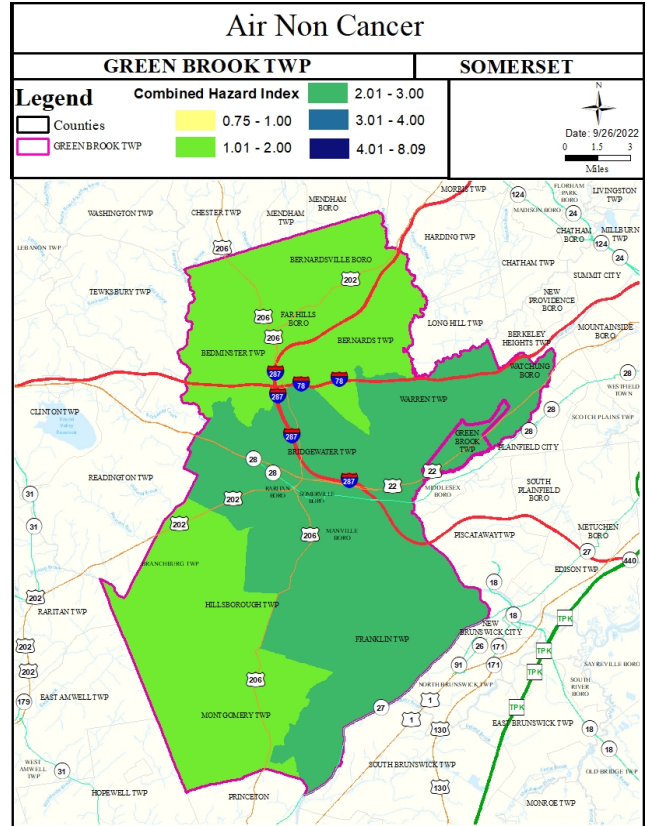 Air Non Cancer
GREEN BROOK TWP
SOMERSET
Legend
Combined Hazard Index
Counties
GREEN BROOK TWP
0.75 - 1.00
1.01 - 2.00
2.01 - 3.00
3.01 - 4.00
4.01 - 8.09
N
Date: 9/26/2022
0 1.5 3
Miles
MORRIS TWP
FLORHAM
PARK BORO
LIVINGSTON
TWP
MENDHAM
BORO
124
MADISON BORO
24
WASHINGTON TWP
CHESTER TWP
MENDHAM
TWP
HARDING TWP
CHATHAM
BORO
MILLBURN
TWP
124
24
LEBANON TWP
206
BERNARDSVILLE BORO
CHATHAM TWP
SUMMIT CITY
202
TEWKSBURY TWP
NEW
PROVIDENCE
BORO
206
FAR HILLS
BORO
LONG HILL TWP
BERKELEY
HEIGHTS TWP
MOUNTAINSIDE
BORO
206
BERNARDS TWP
BEDMINSTER TWP
WATCHUNG
BORO
287
78
78
28
WESTFIELD
TOWN
287
WARREN TWP
28
SCOTCH PLAINS TWP
CLINTON TWP
287
GREEN
BROOK
TWP
28
PLAINFIELD CITY
BRIDGEWATER TWP
28
28
22
READINGTON TWP
287
22
MIDDLESEX
BORO
SOUTH
PLAINFIELD
BORO
RARITAN
BORO
SOMERVILLE
BORO
31
202
31
202
206
MANVILLE
BORO
PISCATAWAY TWP
METUCHEN
BORO
27
440
EDISON TWP
BRANCHBURG TWP
18
202
RARITAN TWP
HILLSBOROUGH TWP
18
NEW
BRUNSWICK CITY
TPK
202
FRANKLIN TWP
26
171
TPK
202
91
171
SAYREVILLE BORO
TPK
SOUTH
RIVER
BORO
206
NORTH BRUNSWICK TWP
179
EAST AMWELL TWP
27
1
TPK
MONTGOMERY TWP
1
EAST BRUNSWICK TWP
130
18
18
WEST
AMWELL
TWP
31
SOUTH BRUNSWICK TWP
OLD BRIDGE TWP
130
HOPEWELL TWP
PRINCETON
MONROE TWP